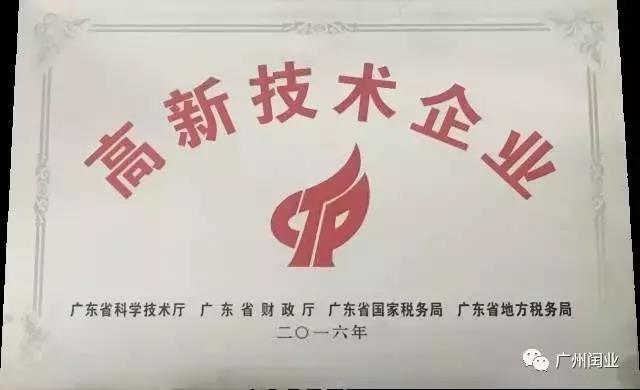 高新技术企业
CTP
广东省科学技术厅 广东省财政厅 广东省国家税务局 广东省地方税务局
二〇一六年
广州闰业